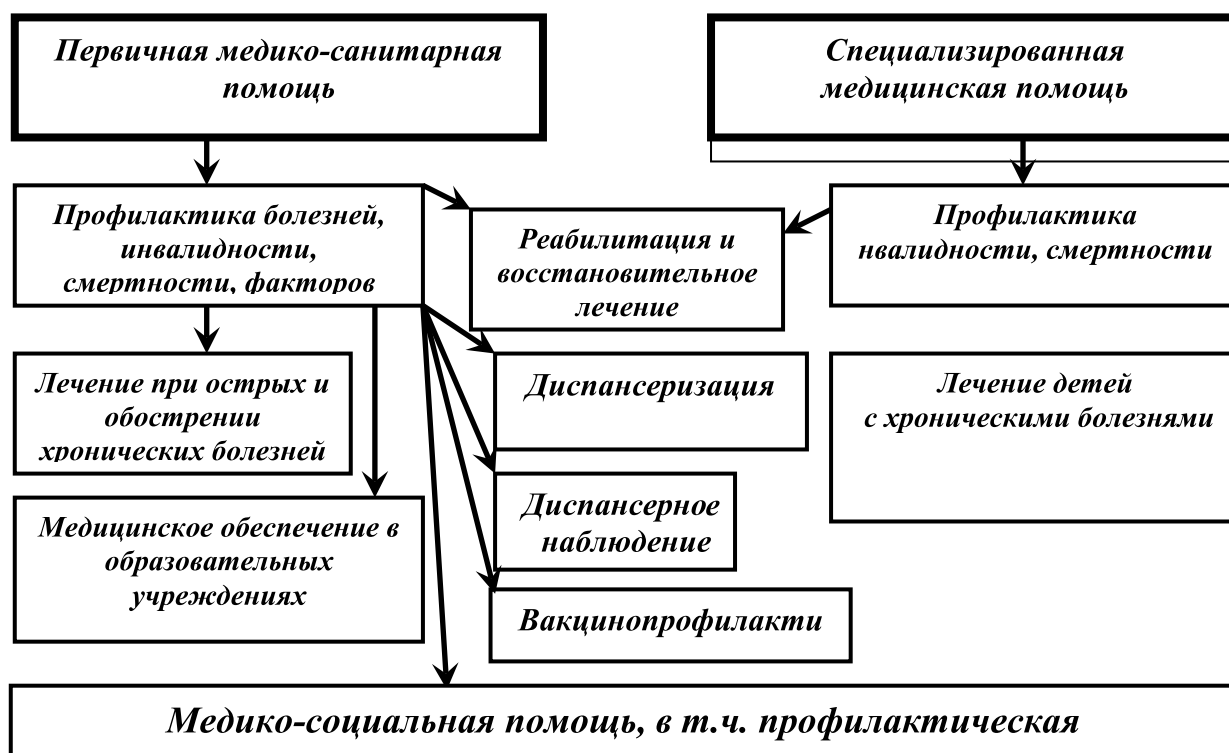 Первичная медико-санитарная
помощь
Специализированная
медицинская помощь
Профилактика болезней,
инвалидности,
смертности, факторов
Реабилитация и
восстановительное
лечение
Профилактика
нвалидности, смертности
Лечение при острых и
обострении
хронических болезней
Диспансеризация
Лечение детей
с хроническими болезнями
Медицинское обеспечение в
образовательных
учреждениях
Диспансерное
наблюдение
Вакцинопрофилакти
Медико-социальная помощь, в т.ч. профилактическая